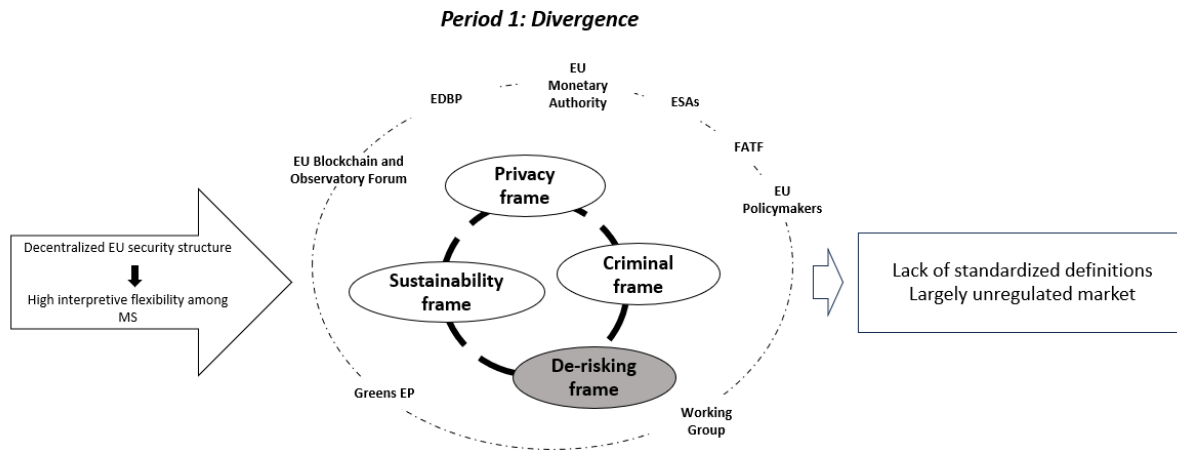 Period 1: Divergence
EU
Monetary
Authority
EDBP
ESAs
FATF
EU Blockchain and
Observatory Forum
EU
Policymakers
Privacy
frame
Decentralized EU security structure
High interpretive flexibility among
MS
Sustainability
frame
Criminal
frame
Lack of standardized definitions
Largely unregulated market
De-risking
frame
Greens EP
Working
Group